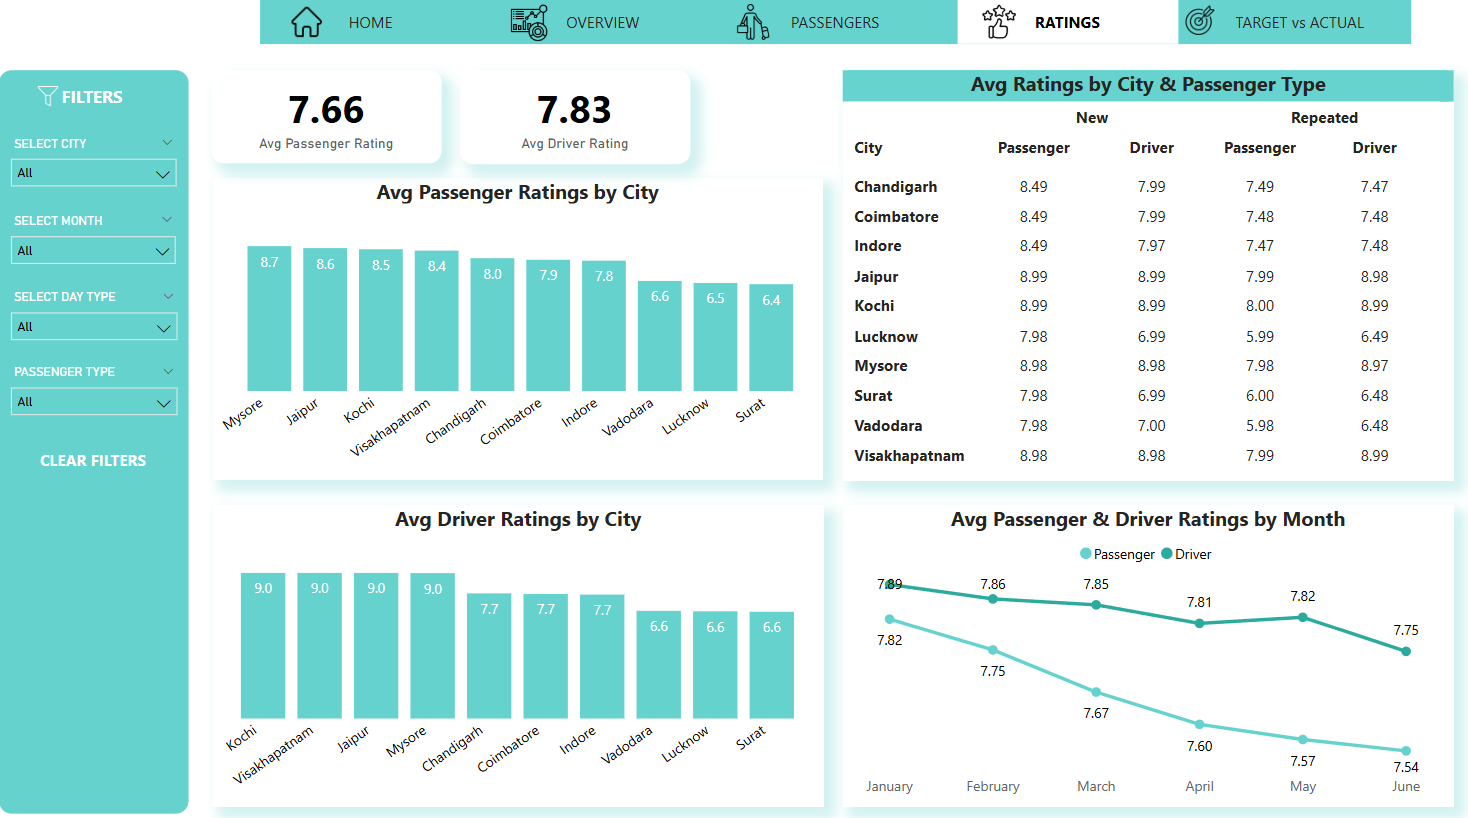 HOME
OVERVIEW
PASSENGERS
RATINGS
TARGET vs ACTUAL
FILTERS
SELECT CITY
All
SELECT MONTH
All
SELECT DAY TYPE
All
PASSENGER TYPE
All
CLEAR FILTERS
7.66
Avg Passenger Rating
7.83
Avg Driver Rating
Avg Passenger Ratings by City
8.7 8.6 8.5 8.4 8.0 7.9 7.8 6.6 6.5 6.4
Mysore Jaipur Kochi Visakhapatnam Chandigarh Coimbatore Indore Vadodara Lucknow Surat
Avg Ratings by City & Passenger Type
New Repeated
City Passenger Driver Passenger Driver
Chandigarh 8.49 7.99 7.49 7.47
Coimbatore 8.49 7.99 7.48 7.48
Indore 8.49 7.97 7.47 7.48
Jaipur 8.99 8.99 7.99 8.98
Kochi 8.99 8.99 8.00 8.99
Lucknow 7.98 6.99 5.99 6.49
Mysore 8.98 8.98 7.98 8.97
Surat 7.98 6.99 6.00 6.48
Vadodara 7.98 7.00 5.98 6.48
Visakhapatnam 8.98 8.98 7.99 8.99
Avg Driver Ratings by City
9.0 9.0 9.0 9.0 7.7 7.7 7.7 6.6 6.6 6.6
Kochi Visakhapatnam Jaipur Mysore Chandigarh Coimbatore Indore Vadodara Lucknow Surat
Avg Passenger & Driver Ratings by Month
Passenger Driver
7.89 7.86 7.85 7.81 7.82 7.75
7.82 7.75 7.67 7.60 7.57 7.54
January February March April May June